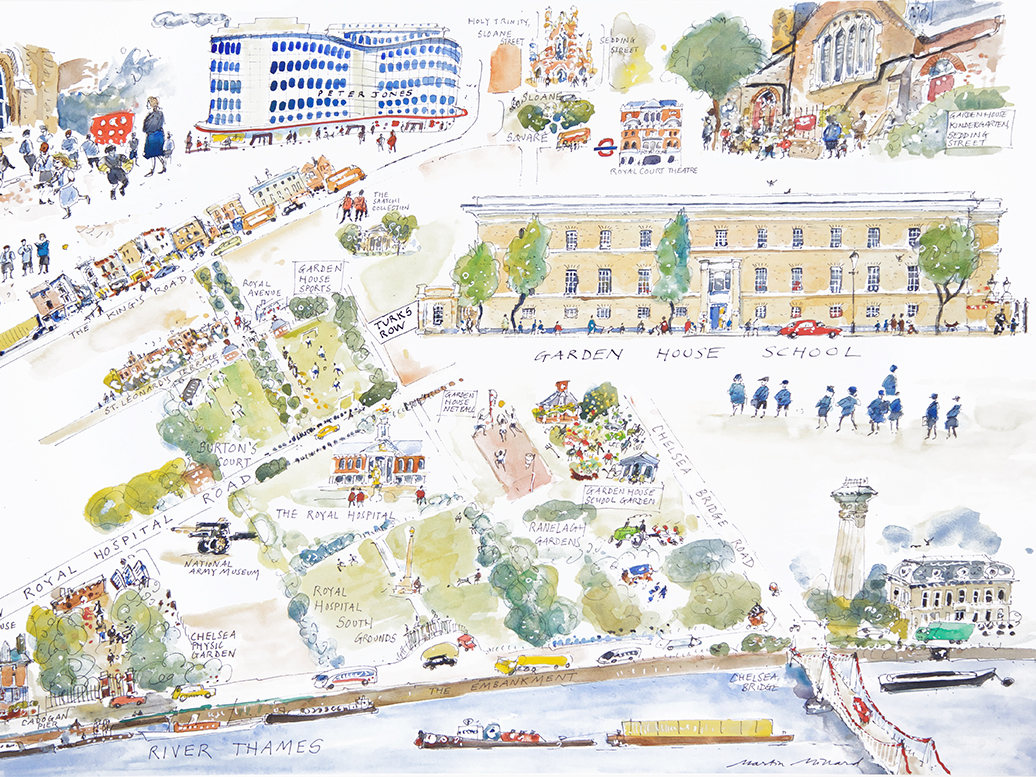 HOLY TRINITY,
SLOANE
STREET
SEDDING
STREET
PETER JONES
SLOANE
SQUARE
ROYAL COURT THEATRE
GARDEN HOUSE
KINDERGARTEN
SEDDING
STREET
THE
SAATCHI
COLLECTION
GARDEN
HOUSE
SPORTS
ROYAL
AVENUE
THE KING'S ROAD
TURKS
ROW
GARDEN HOUSE SCHOOL
ST. LEONARD'S TERRACE
GARDEN
HOUSE
NETBALL
BURTON'S
COURT
CHELSEA BRIDGE ROAD
ROYAL HOSPITAL ROAD
THE ROYAL HOSPITAL
GARDEN HOUSE
SCHOOL GARDEN
RANELAGH
GARDENS
NATIONAL
ARMY MUSEUM
ROYAL
HOSPITAL
SOUTH
GROUNDS
CHELSEA
PHYSIC
GARDEN
THE EMBANKMENT
CHELSEA
BRIDGE
CADOGAN
PIER
RIVER THAMES